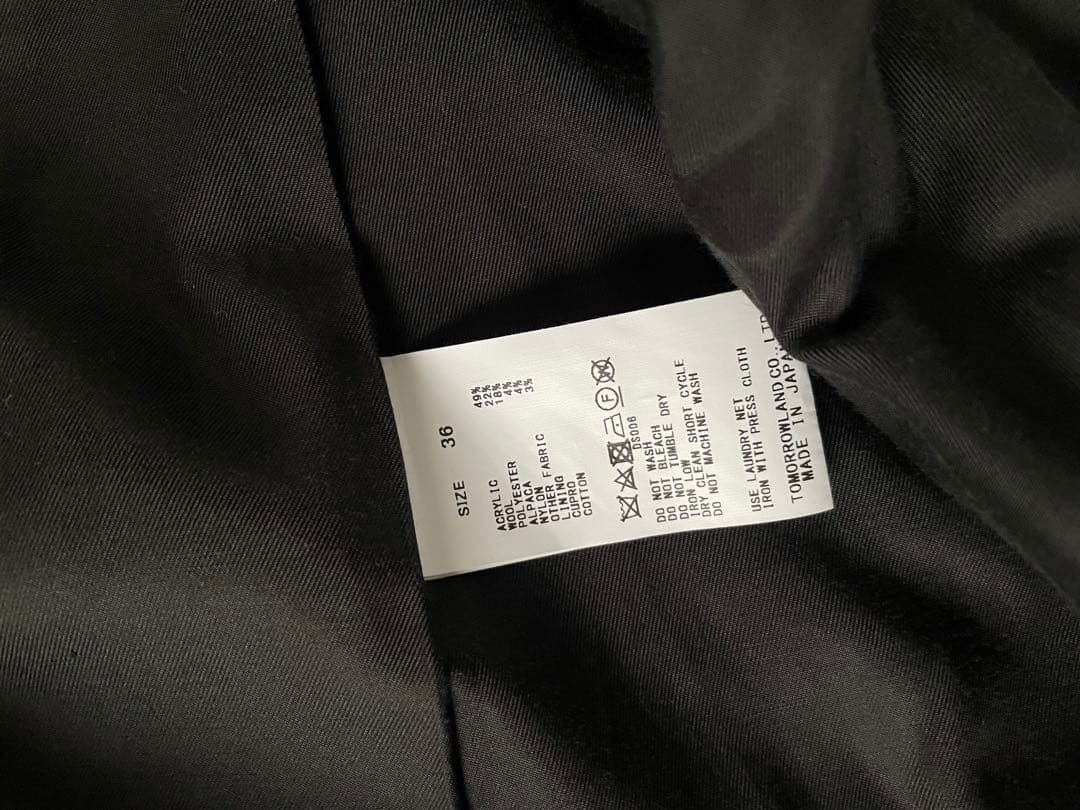 SIZE 36
ACRYLIC 49%
WOOL 22%
POLYESTER 18%
ALPACA 4%
NYLON 4%
OTHER FABRIC 3%
LINING
CUPRO
COTTON
F
DS006
DO NOT WASH
DO NOT BLEACH
DO NOT TUMBLE DRY
IRON LOW
DRY CLEAN SHORT CYCLE
DO NOT MACHINE WASH
USE LAUNDRY NET
IRON WITH PRESS CLOTH
TOMORROWLAND CO.,LTD
MADE IN JAPAN